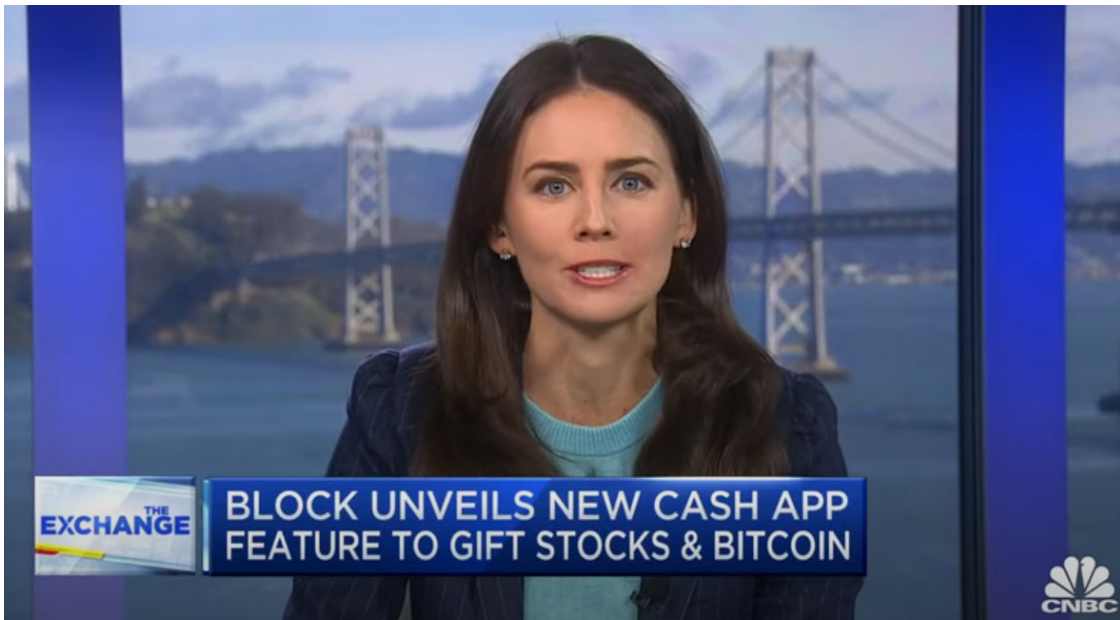 THE
EXCHANGE
BLOCK UNVEILS NEW CASH APP
FEATURE TO GIFT STOCKS & BITCOIN
CNBC